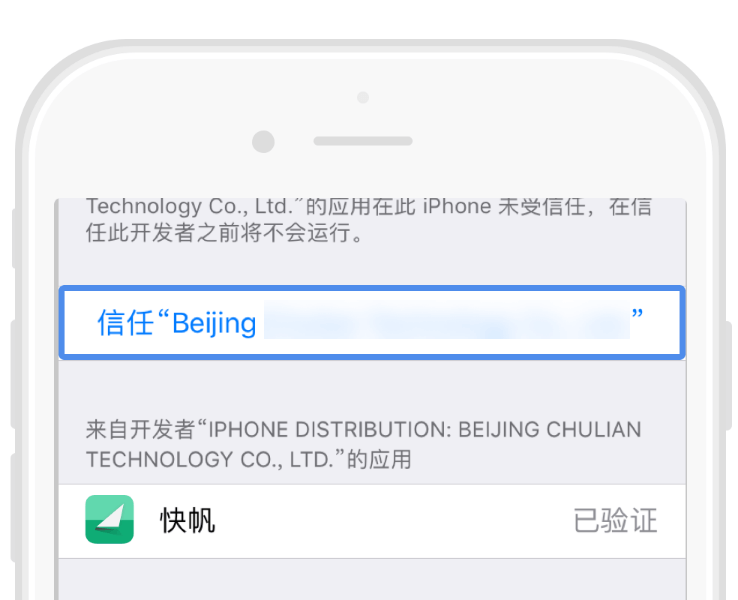 Technology Co., Ltd.”的应用在此 iPhone 未受信任，在信
任此开发者之前将不会运行。
信任“Beijing ”
来自开发者“IPHONE DISTRIBUTION: BEIJING CHULIAN
TECHNOLOGY CO., LTD.”的应用
快帆 已验证